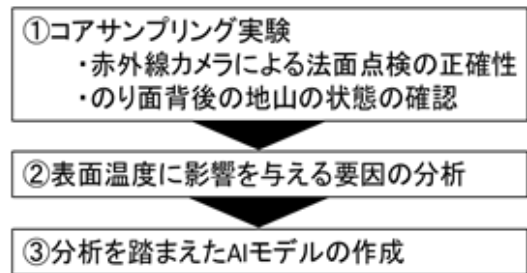 ①コアサンプリング実験
・赤外線カメラによる法面点検の正確性
・のり面背後の地山の状態の確認
②表面温度に影響を与える要因の分析
③分析を踏まえたAIモデルの作成